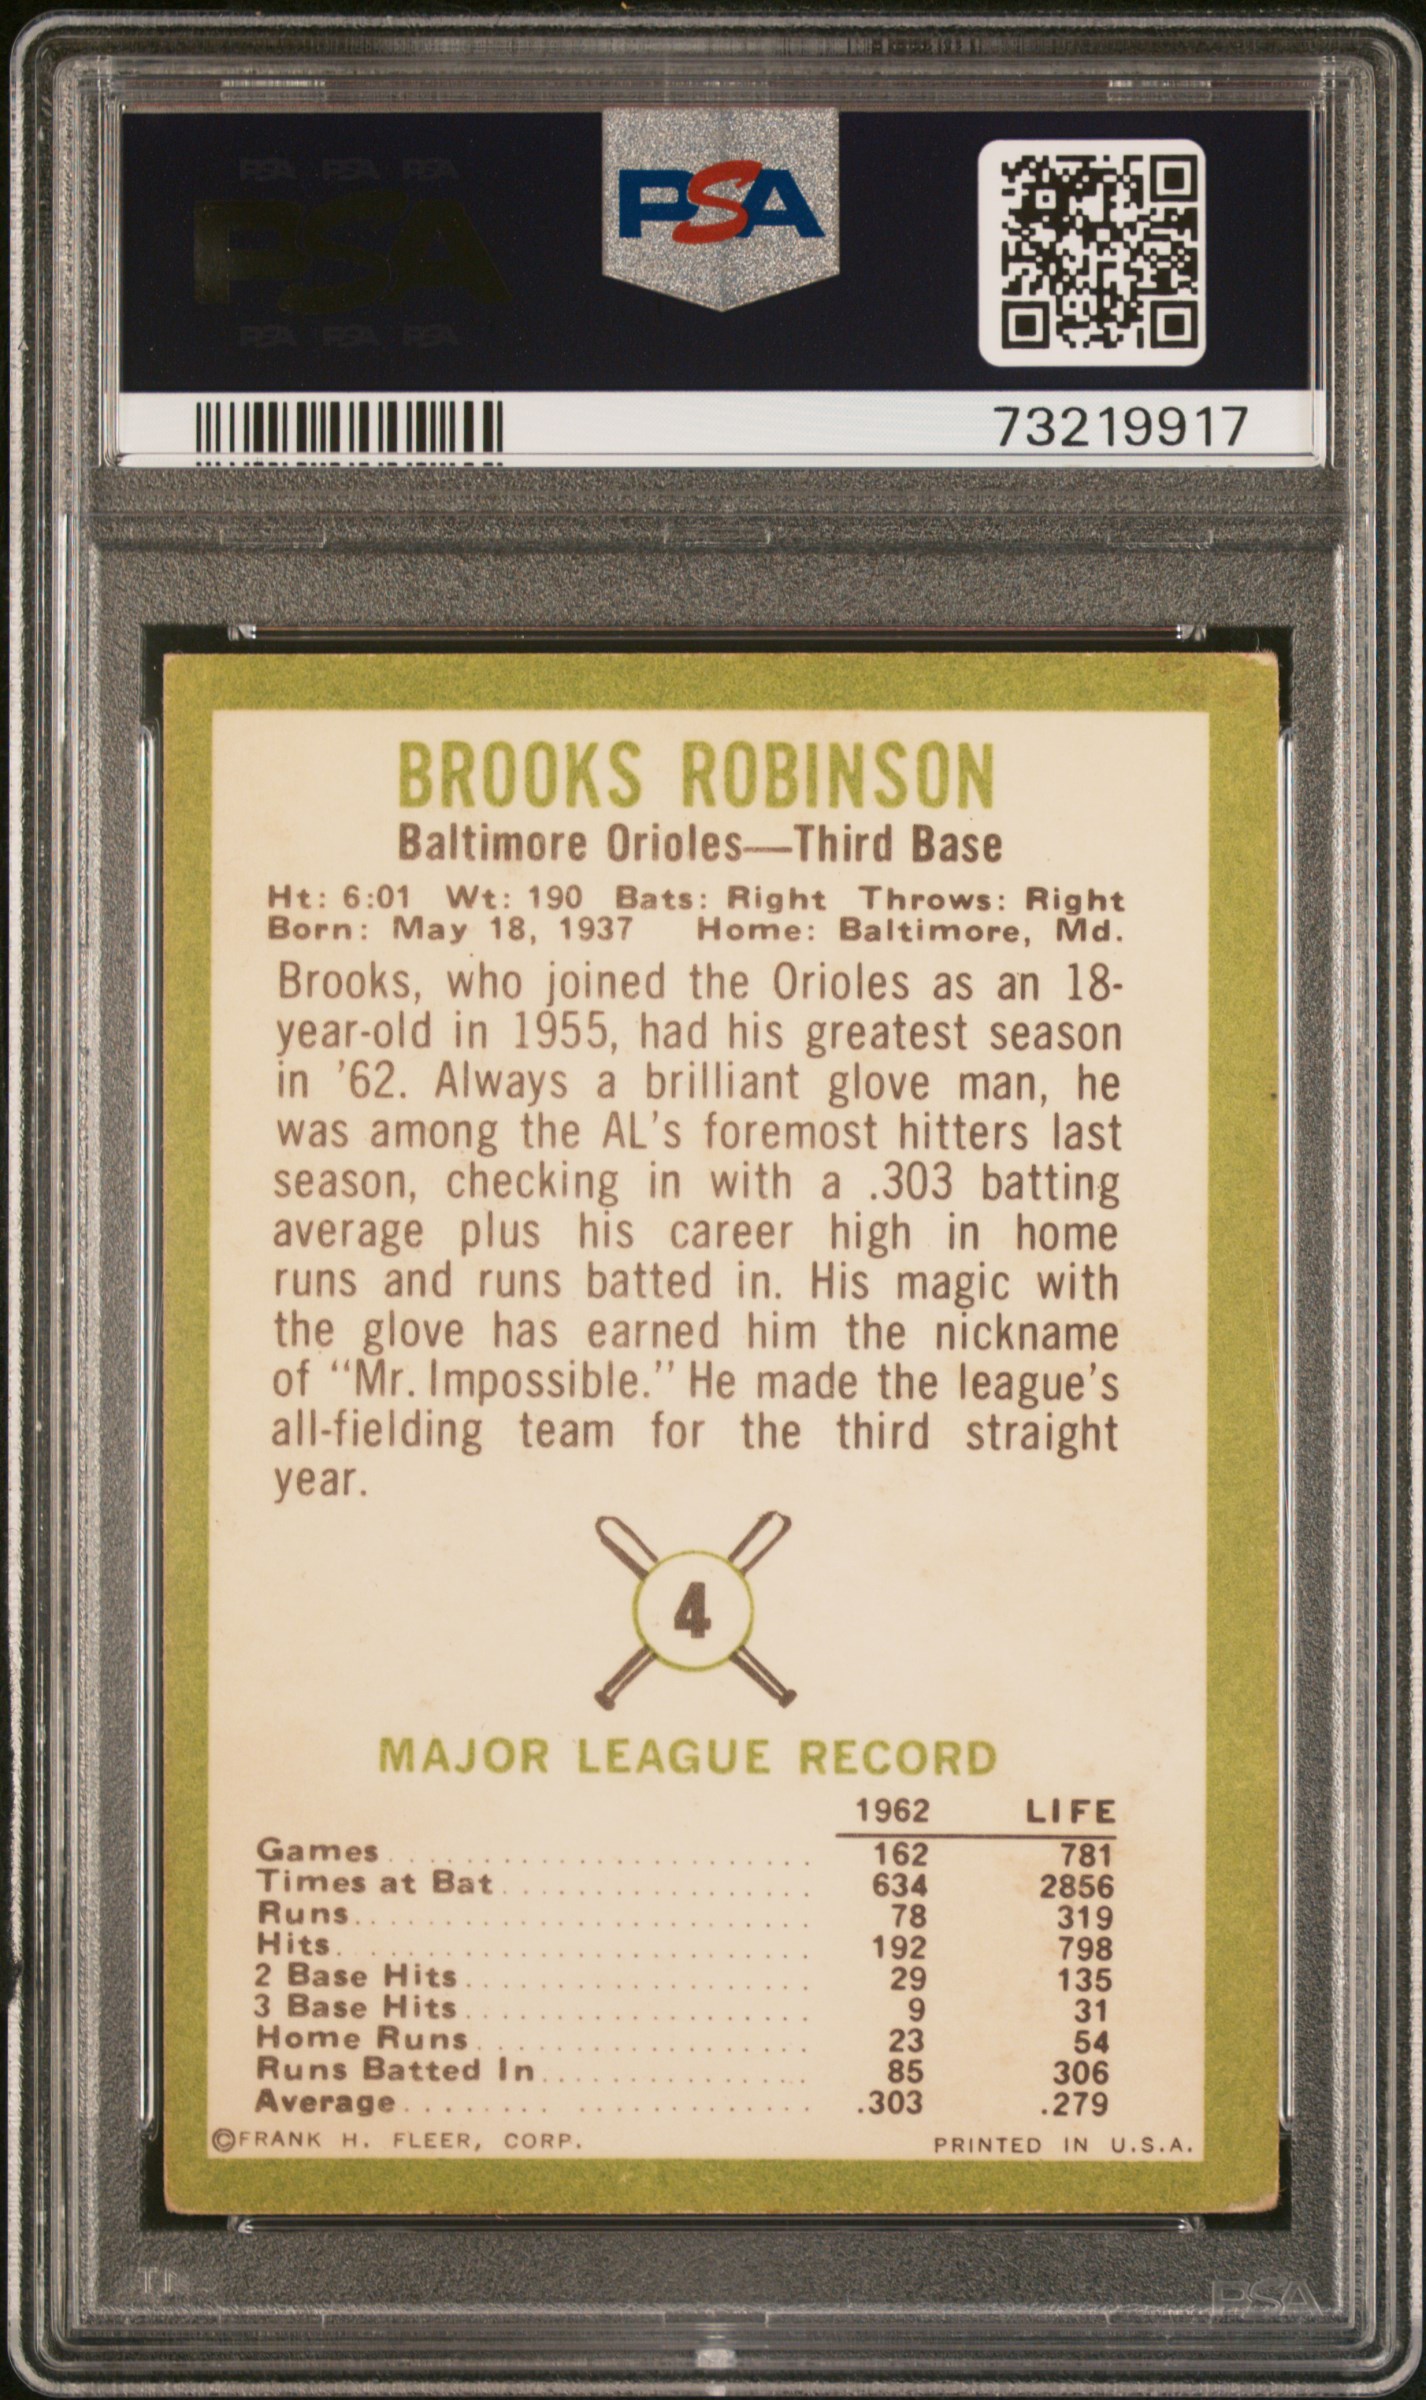 PSA PSA PSA
PSA
PSA PSA PSA
PSA
73219917
BROOKS ROBINSON
Baltimore Orioles—Third Base
Ht: 6:01 Wt: 190 Bats: Right Throws: Right
Born: May 18, 1937 Home: Baltimore, Md.
Brooks, who joined the Orioles as an 18-
year-old in 1955, had his greatest season
in '62. Always a brilliant glove man, he
was among the AL's foremost hitters last
season, checking in with a .303 batting
average plus his career high in home
runs and runs batted in. His magic with
the glove has earned him the nickname
of "Mr. Impossible." He made the league's
all-fielding team for the third straight
year.
4
MAJOR LEAGUE RECORD
1962 LIFE
Games 162 781
Times at Bat 634 2856
Runs 78 319
Hits 192 798
2 Base Hits 29 135
3 Base Hits 9 31
Home Runs 23 54
Runs Batted In 85 306
Average .303 .279
©FRANK H. FLEER, CORP. PRINTED IN U.S.A.
PSA